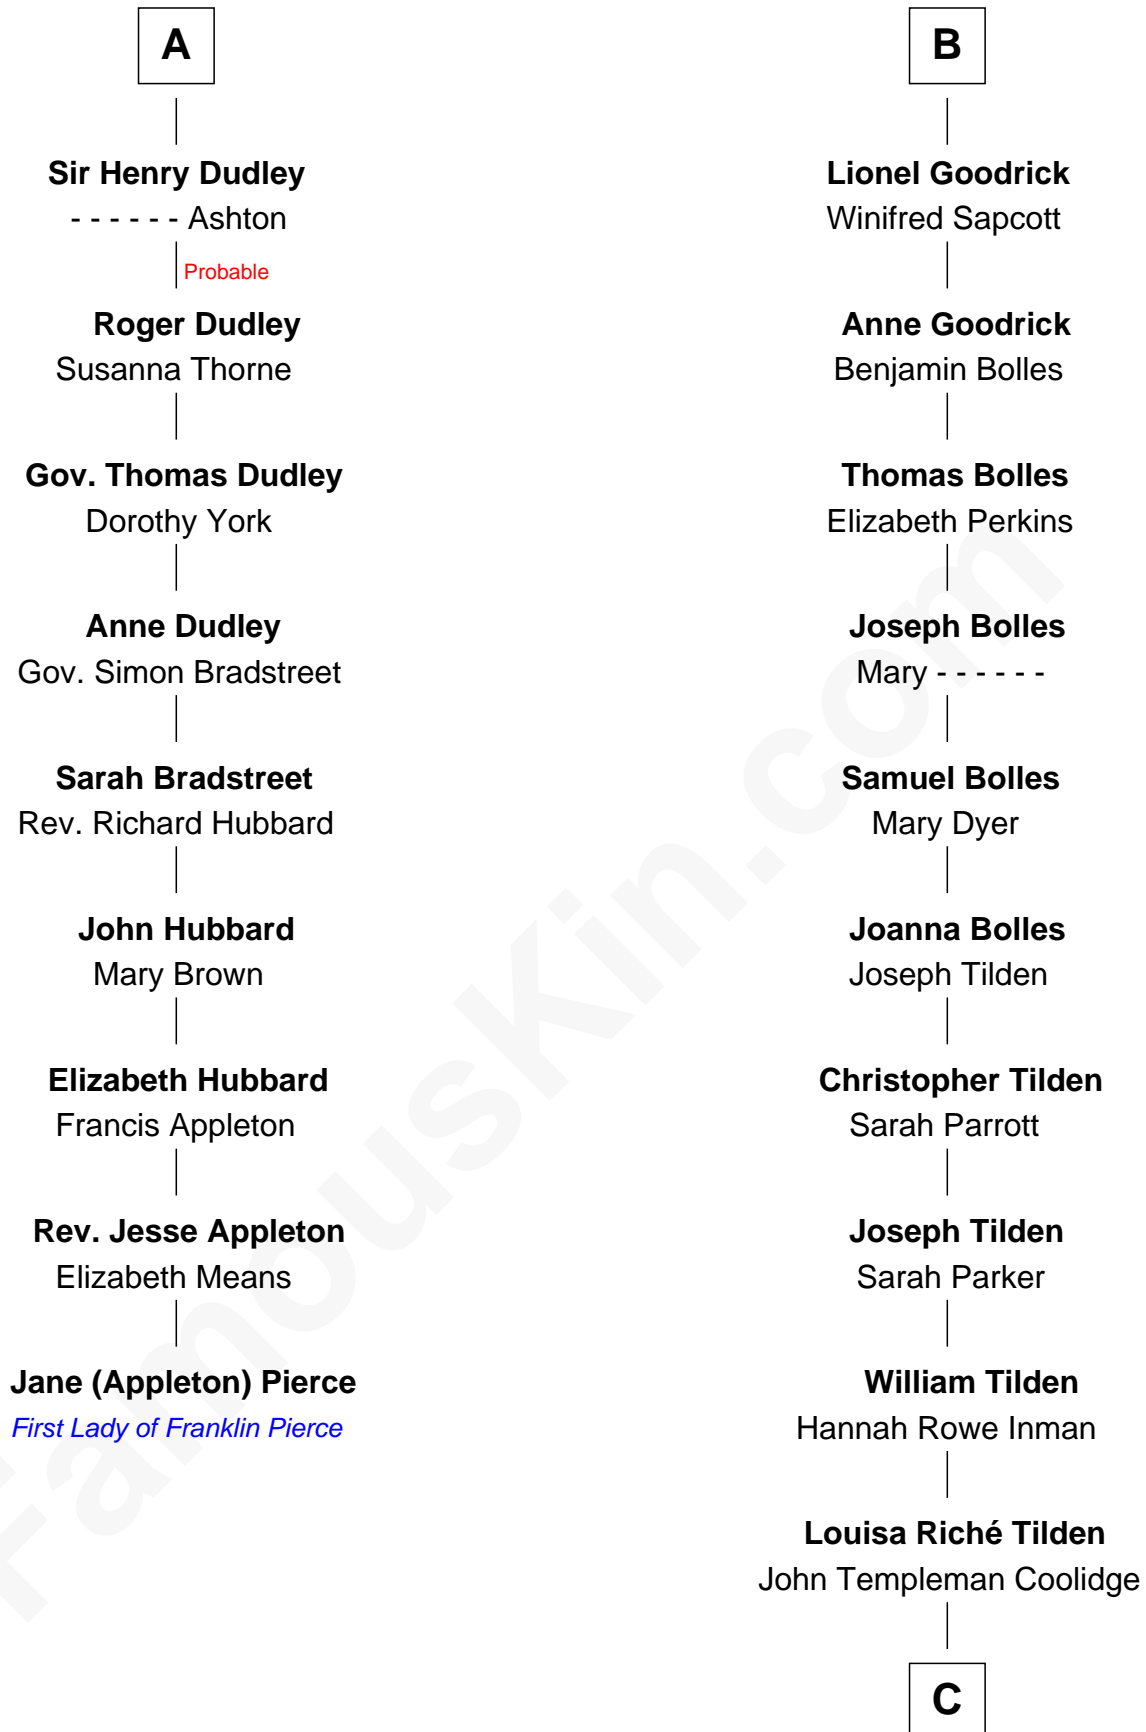 A
Sir Henry Dudley
- - - - - - Ashton
Probable
Roger Dudley
Susanna Thorne
Gov. Thomas Dudley
Dorothy York
Anne Dudley
Gov. Simon Bradstreet
Sarah Bradstreet
Rev. Richard Hubbard
John Hubbard
Mary Brown
Elizabeth Hubbard
Francis Appleton
Rev. Jesse Appleton
Elizabeth Means
Jane (Appleton) Pierce
First Lady of Franklin Pierce
B
Lionel Goodrick
Winifred Sapcott
Anne Goodrick
Benjamin Bolles
Thomas Bolles
Elizabeth Perkins
Joseph Bolles
Mary - - - - - -
Samuel Bolles
Mary Dyer
Joanna Bolles
Joseph Tilden
Christopher Tilden
Sarah Parrott
Joseph Tilden
Sarah Parker
William Tilden
Hannah Rowe Inman
Louisa Riché Tilden
John Templeman Coolidge
C
FamousKin.com